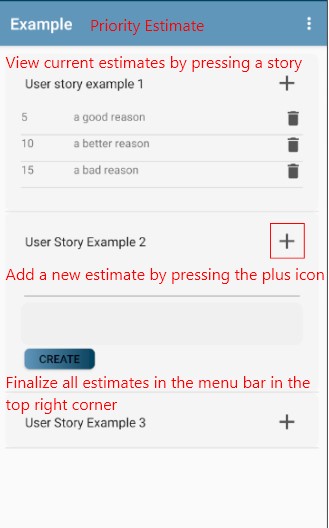 Example Priority Estimate
View current estimates by pressing a story
User story example 1
5 a good reason
10 a better reason
15 a bad reason
User Story Example 2
Add a new estimate by pressing the plus icon
CREATE
Finalize all estimates in the menu bar in the
top right corner
User Story Example 3